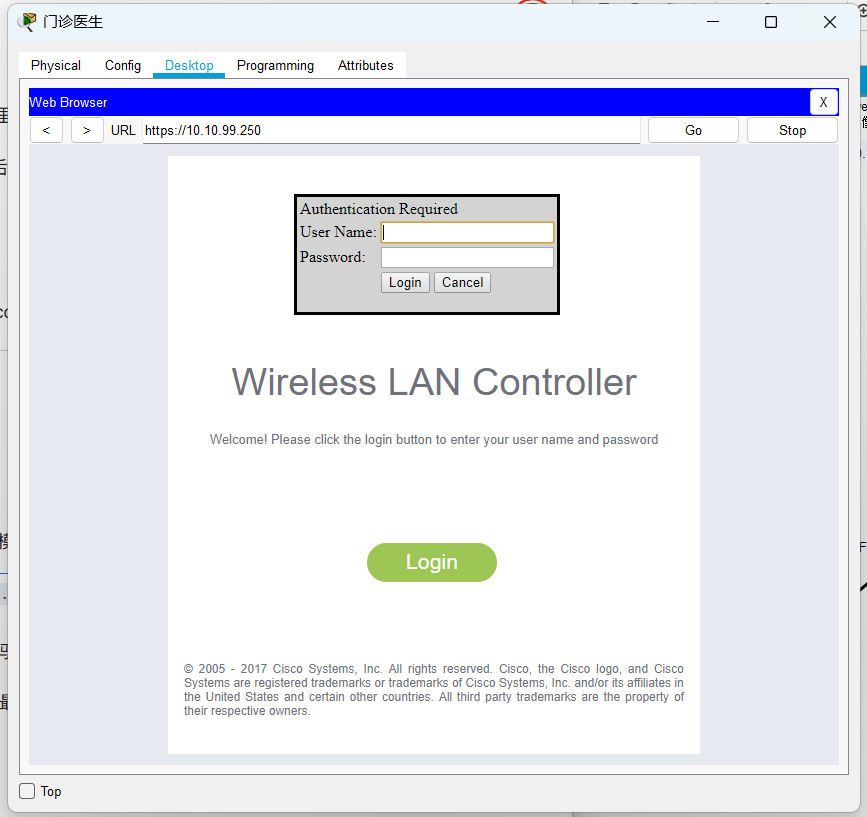 门诊医生
Physical Config Desktop Programming Attributes
Web Browser X
< > URL https://10.10.99.250 Go Stop
Authentication Required
User Name:
Password:
Login Cancel
Wireless LAN Controller
Welcome! Please click the login button to enter your user name and password
Login
© 2005 - 2017 Cisco Systems, Inc. All rights reserved. Cisco, the Cisco logo, and Cisco
Systems are registered trademarks or trademarks of Cisco Systems, Inc. and/or its affiliates in
the United States and certain other countries. All third party trademarks are the property of
their respective owners.
Top